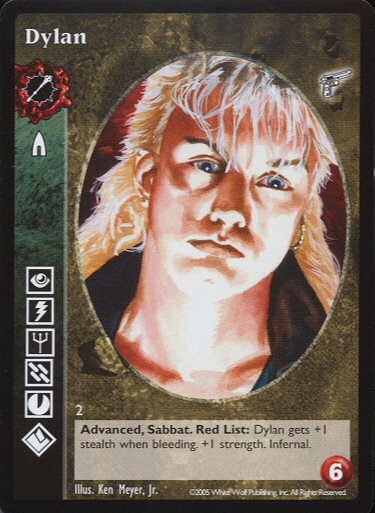 Dylan
2
Advanced, Sabbat. Red List: Dylan gets +1
stealth when bleeding. +1 strength. Infernal.
6
Illus. Ken Meyer, Jr.
©2005 White Wolf Publishing, Inc. All Rights Reserved.